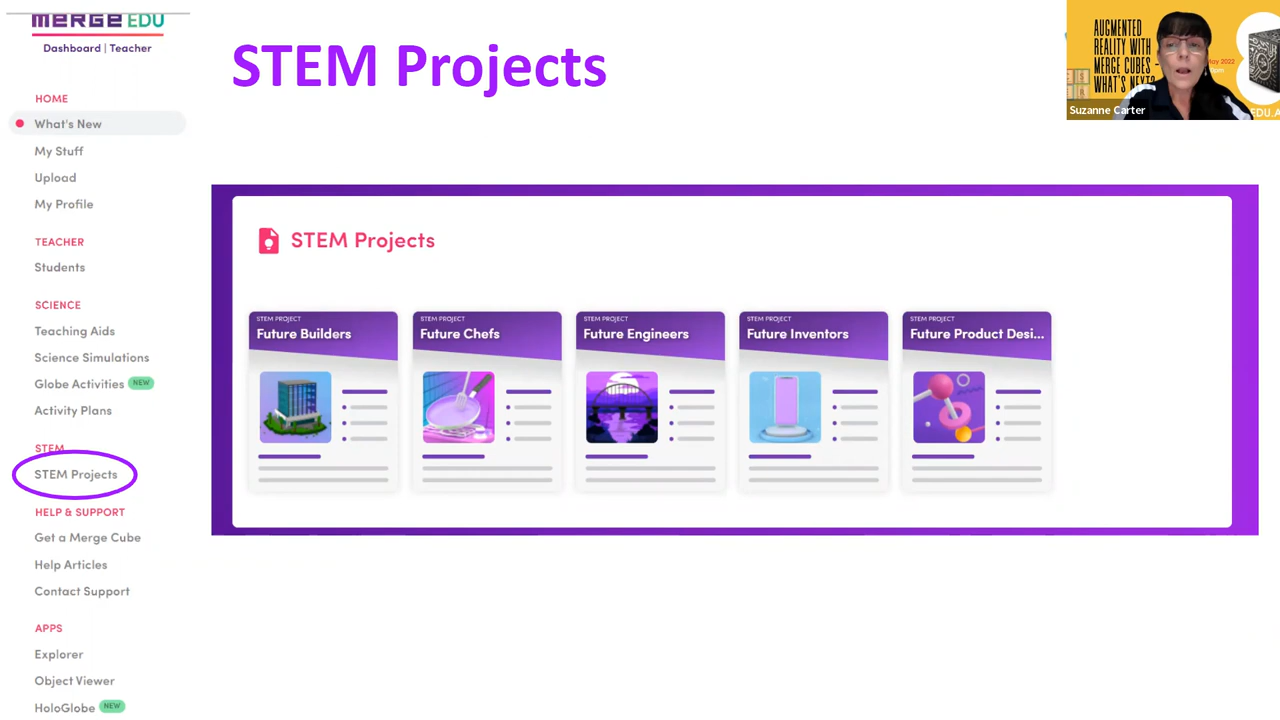 MERGE EDU
Dashboard | Teacher
HOME
What's New
My Stuff
Upload
My Profile
TEACHER
Students
SCIENCE
Teaching Aids
Science Simulations
Globe Activities NEW
Activity Plans
STEM
STEM Projects
HELP & SUPPORT
Get a Merge Cube
Help Articles
Contact Support
APPS
Explorer
Object Viewer
HoloGlobe NEW
STEM Projects
STEM Projects
STEM PROJECT
Future Builders
STEM PROJECT
Future Chefs
STEM PROJECT
Future Engineers
STEM PROJECT
Future Inventors
STEM PROJECT
Future Product Desi...
AUGMENTED
REALITY WITH
MERGE CUBES -
WHAT'S NEXT
May 2022
EDU.A
Suzanne Carter